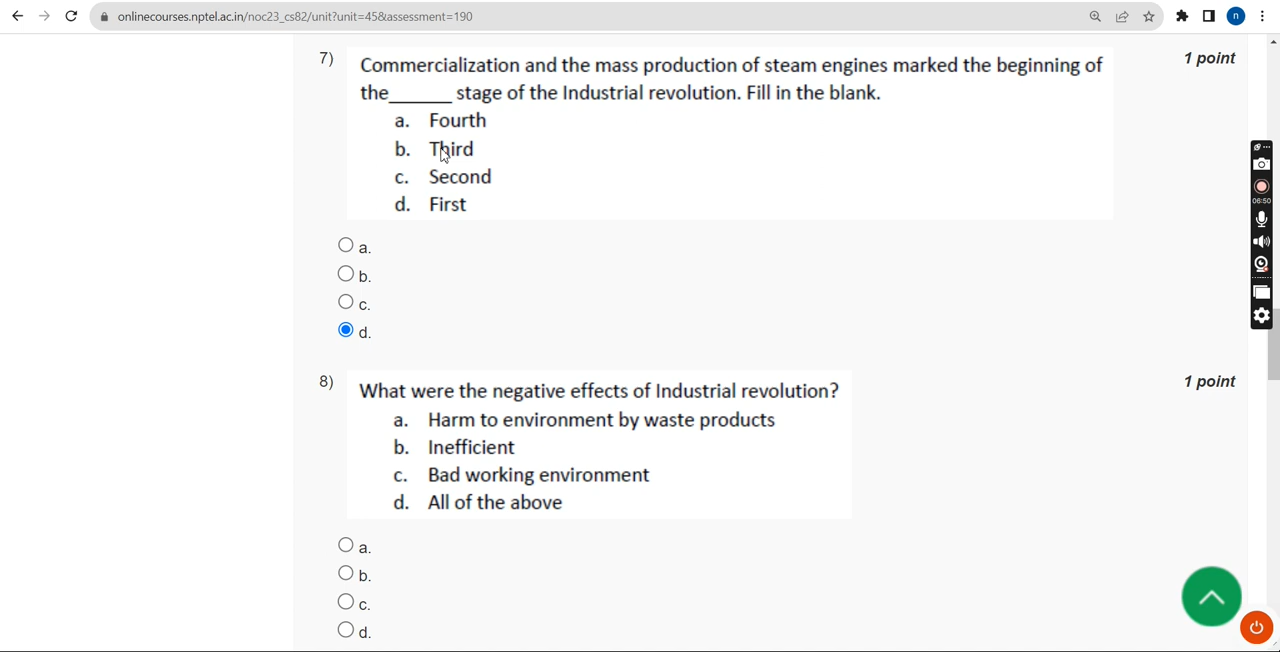 onlinecourses.nptel.ac.in/noc23_cs82/unit?unit=45&assessment=190
n
7)
1 point
Commercialization and the mass production of steam engines marked the beginning of
the______ stage of the Industrial revolution. Fill in the blank.
a. Fourth
b. Third
c. Second
d. First
a.
b.
c.
d.
06:50
8)
1 point
What were the negative effects of Industrial revolution?
a. Harm to environment by waste products
b. Inefficient
c. Bad working environment
d. All of the above
a.
b.
c.
d.